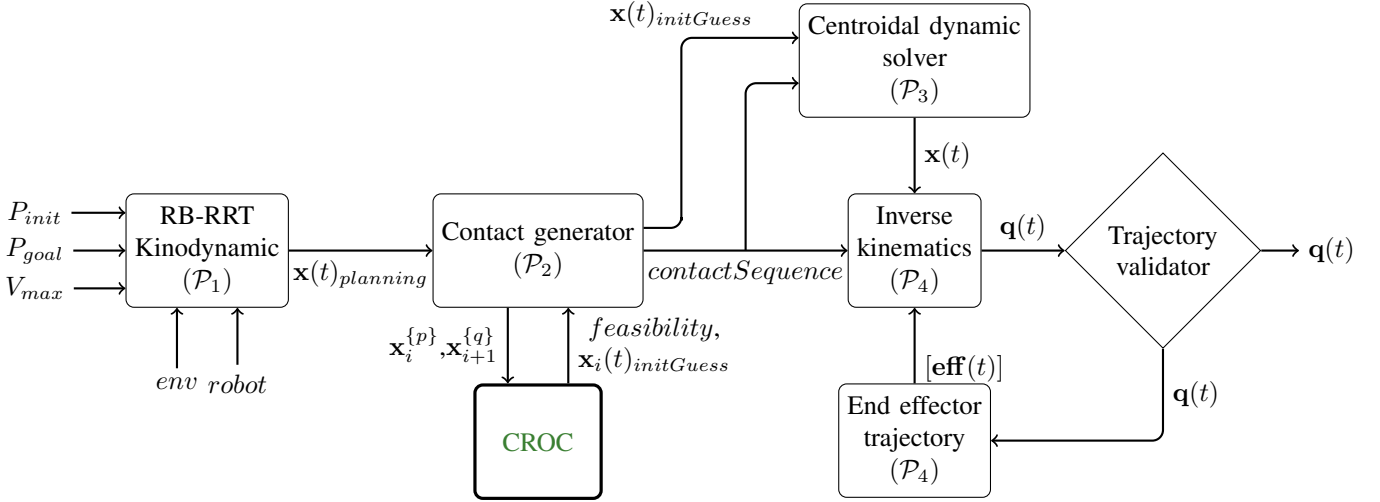 𝐱(t)_{initGuess}
Centroidal dynamic
solver
(𝒫₃)
𝐱(t)
P_{init}
P_{goal}
V_{max}
RB-RRT
Kinodynamic
(𝒫₁)
env robot
𝐱(t)_{planning}
Contact generator
(𝒫₂)
contactSequence
𝐱_i^{\{p\}},𝐱_{i+1}^{\{q\}}
feasibility,
𝐱_i(t)_{initGuess}
CROC
Inverse
kinematics
(𝒫₄)
𝐪(t)
Trajectory
validator
𝐪(t)
𝐪(t)
[𝐞𝐟𝐟(t)]
End effector
trajectory
(𝒫₄)